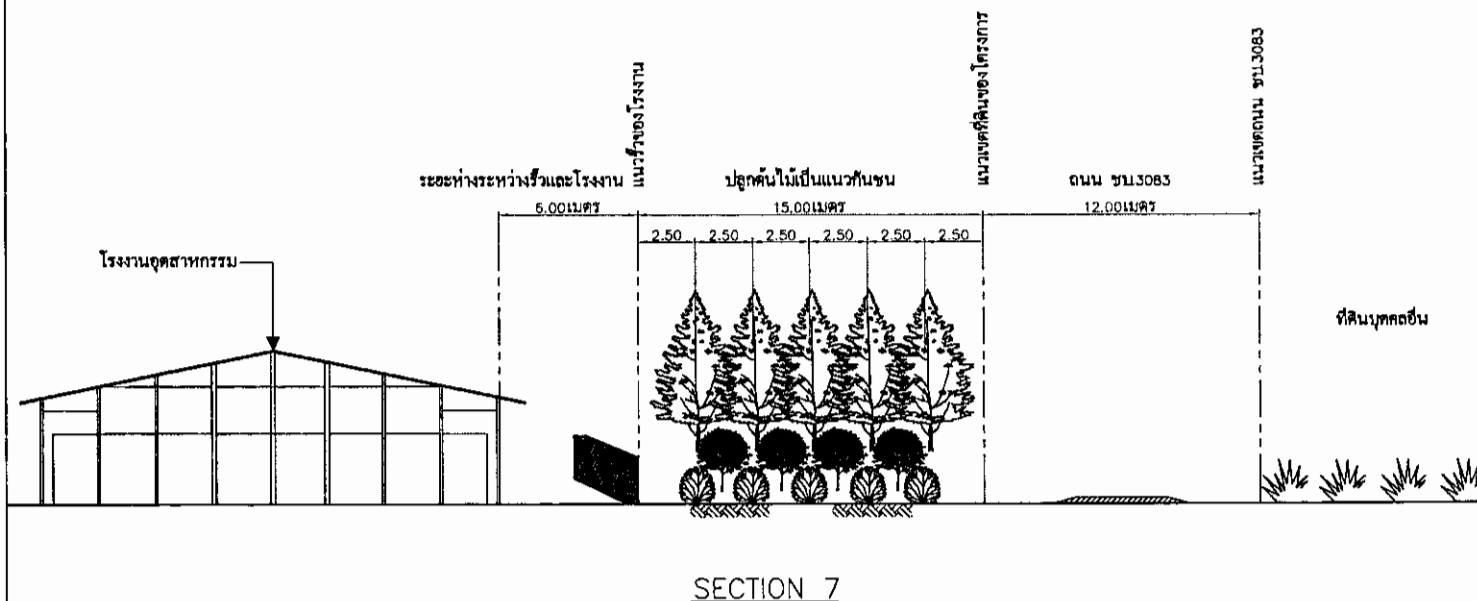 แนวรั้วของโรงงาน
แนวเขตที่ดินของโครงการ
แนวเขตถนน ชบ.3083
ระยะห่างระหว่างรั้วและโรงงาน
ปลูกต้นไม้เป็นแนวกันชน
ถนน ชบ.3083
6.00เมตร
15.00เมตร
12.00เมตร
2.50 2.50 2.50 2.50 2.50 2.50
โรงงานอุตสาหกรรม
ที่ดินบุคคลอื่น
SECTION 7